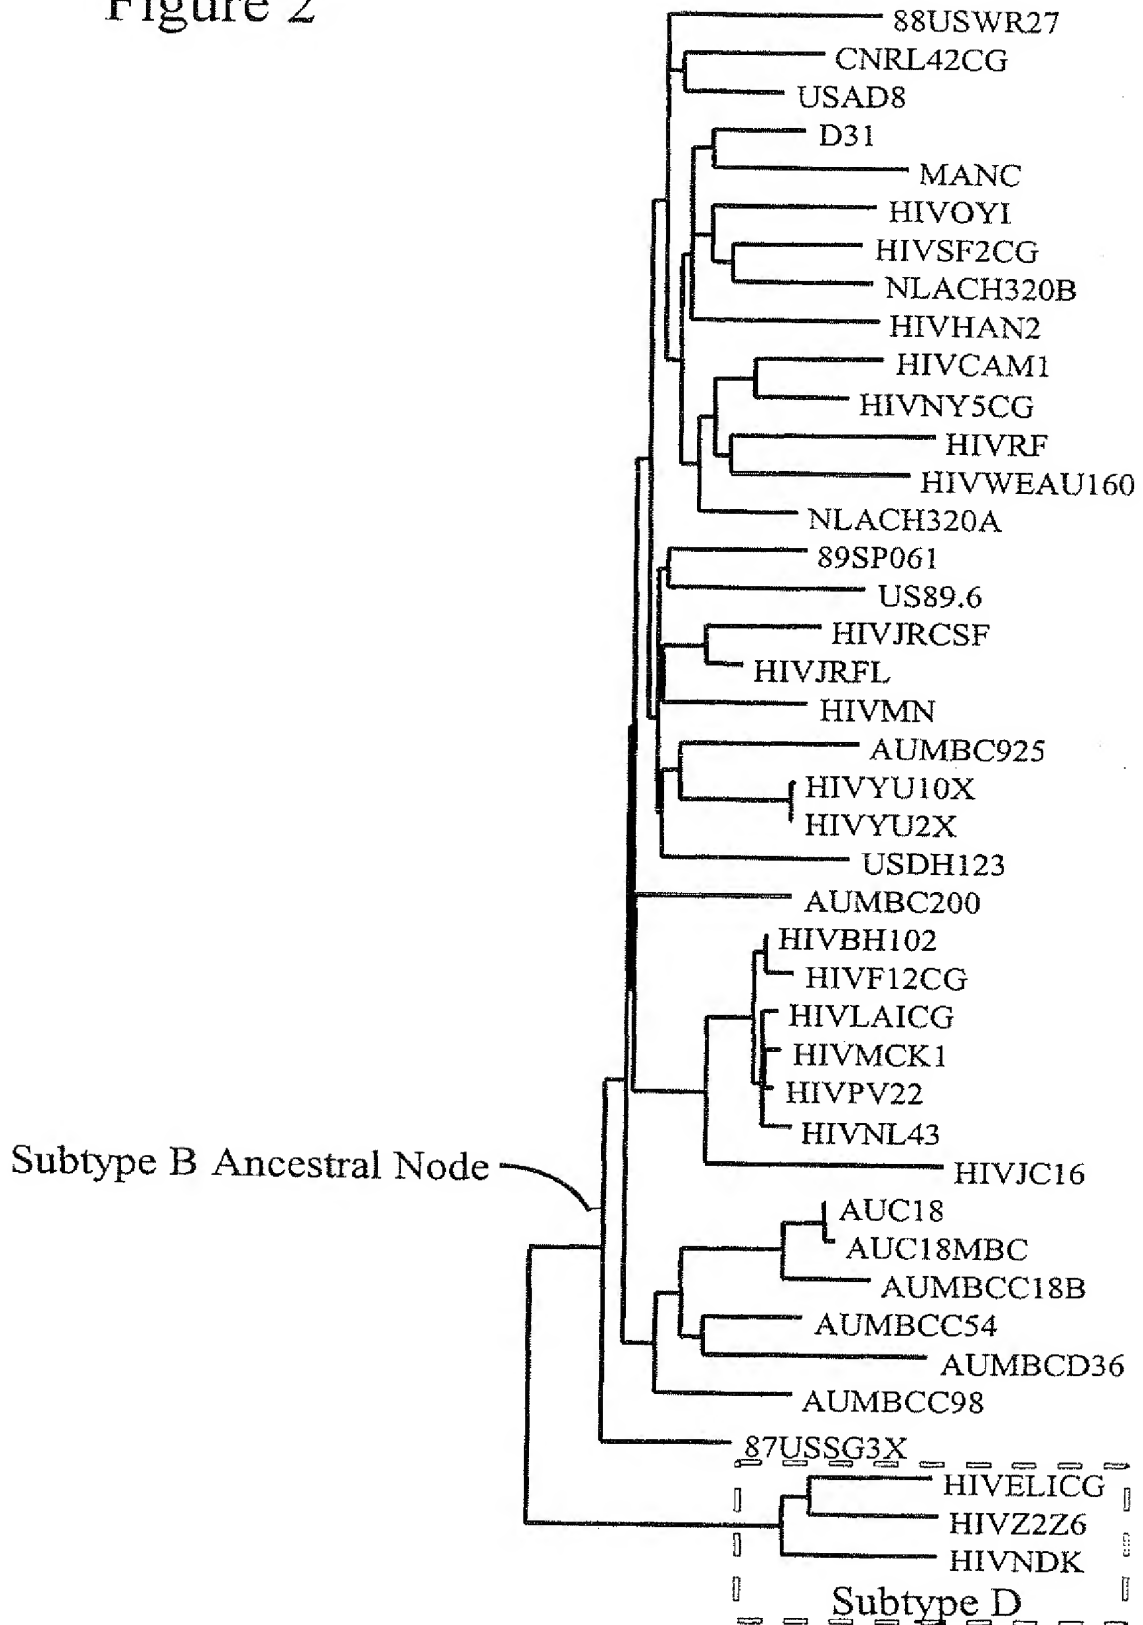 Figure 2
88USWR27
CNRL42CG
USAD8
D31
MANC
HIVOYI
HIVSF2CG
NLACH320B
HIVHAN2
HIVCAM1
HIVNY5CG
HIVRF
HIVWEAU160
NLACH320A
89SP061
US89.6
HIVJRCSF
HIVJRFL
HIVMN
AUMBC925
HIVYU10X
HIVYU2X
USDH123
AUMBC200
HIVBH102
HIVF12CG
HIVLAICG
HIVMCK1
HIVPV22
HIVNL43
Subtype B Ancestral Node
HIVJC16
AUC18
AUC18MBC
AUMBCC18B
AUMBCC54
AUMBCD36
AUMBCC98
87USSG3X
HIVELICG
HIVZ2Z6
HIVNDK
Subtype D